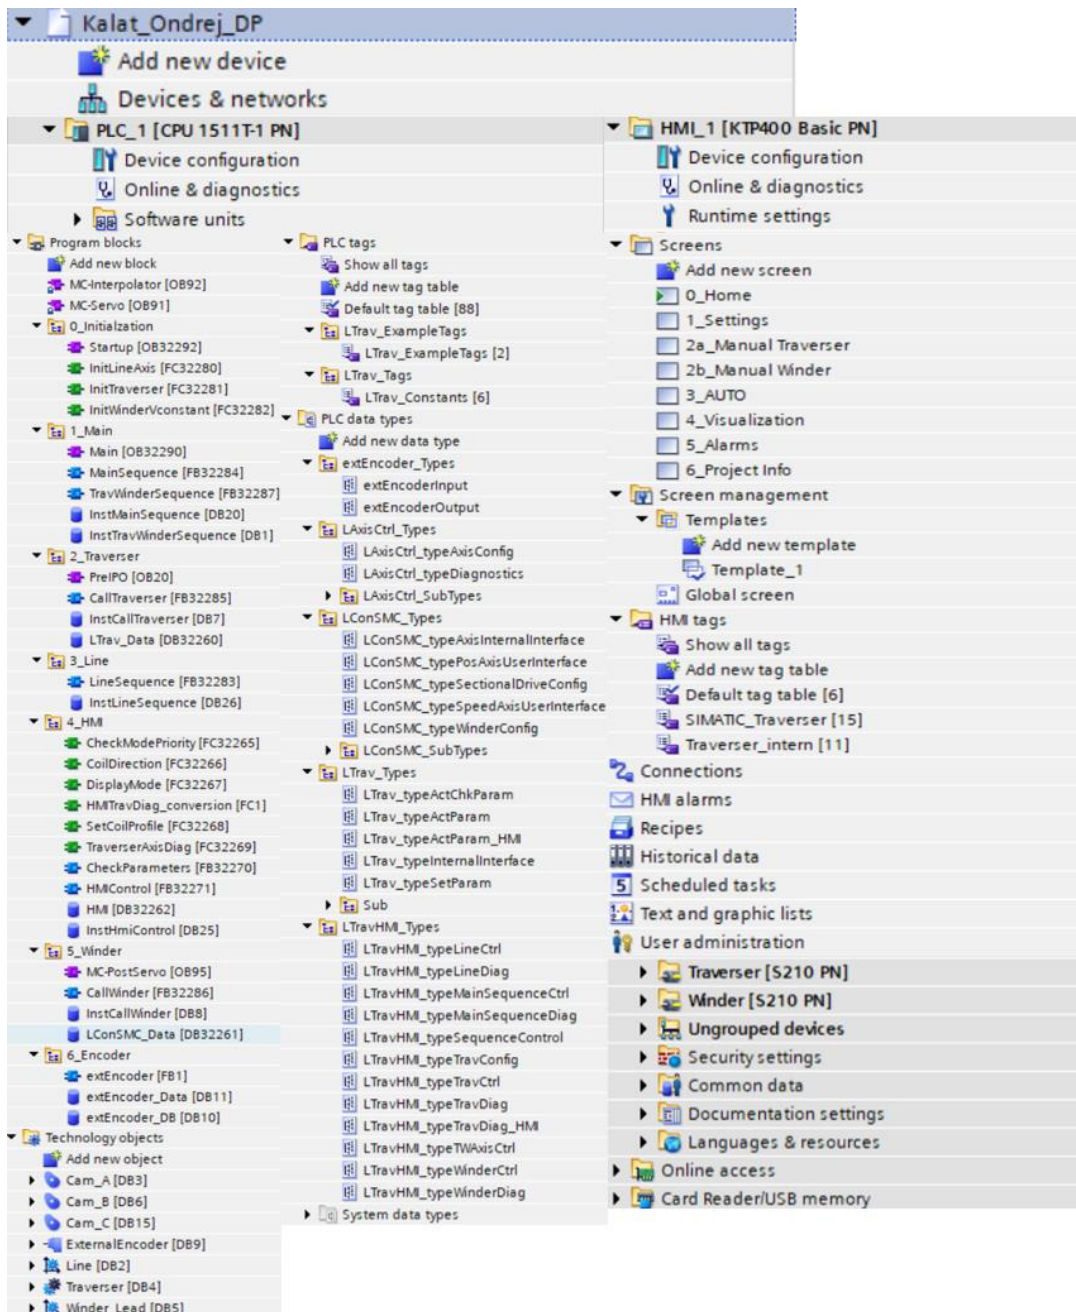 Kalat_Ondrej_DP
Add new device
Devices & networks
PLC_1 [CPU 1511T-1 PN]
Device configuration
Online & diagnostics
Software units
Program blocks
Add new block
MC-Interpolator [OB92]
MC-Servo [OB91]
0_Initialzation
Startup [OB32292]
InitLineAxis [FC32280]
InitTraverser [FC32281]
InitWinderVconstant [FC32282]
1_Main
Main [OB32290]
MainSequence [FB32284]
TravWinderSequence [FB32287]
InstMainSequence [DB20]
InstTravWinderSequence [DB1]
2_Traverser
PreIPO [OB20]
CallTraverser [FB32285]
InstCallTraverser [DB7]
LTrav_Data [DB32260]
3_Line
LineSequence [FB32283]
InstLineSequence [DB26]
4_HMI
CheckModePriority [FC32265]
CoilDirection [FC32266]
DisplayMode [FC32267]
HMITravDiag_conversion [FC1]
SetCoilProfile [FC32268]
TraverserAxisDiag [FC32269]
CheckParameters [FB32270]
HMIControl [FB32271]
HMI [DB32262]
InstHmiControl [DB25]
5_Winder
MC-PostServo [OB95]
CallWinder [FB32286]
InstCallWinder [DB8]
LConSMC_Data [DB32261]
6_Encoder
extEncoder [FB1]
extEncoder_Data [DB11]
extEncoder_DB [DB10]
Technology objects
Add new object
Cam_A [DB3]
Cam_B [DB6]
Cam_C [DB15]
ExternalEncoder [DB9]
Line [DB2]
Traverser [DB4]
Winder_Lead [DB5]
PLC tags
Show all tags
Add new tag table
Default tag table [88]
LTrav_ExampleTags
LTrav_ExampleTags [2]
LTrav_Tags
LTrav_Constants [6]
PLC data types
Add new data type
extEncoder_Types
extEncoderInput
extEncoderOutput
LAxisCtrl_Types
LAxisCtrl_typeAxisConfig
LAxisCtrl_typeDiagnostics
LAxisCtrl_SubTypes
LConSMC_Types
LConSMC_typeAxisInternalInterface
LConSMC_typePosAxisUserInterface
LConSMC_typeSectionalDriveConfig
LConSMC_typeSpeedAxisUserInterface
LConSMC_typeWinderConfig
LConSMC_SubTypes
LTrav_Types
LTrav_typeActChkParam
LTrav_typeActParam
LTrav_typeActParam_HMI
LTrav_typeInternalInterface
LTrav_typeSetParam
Sub
LTravHMI_Types
LTravHMI_typeLineCtrl
LTravHMI_typeLineDiag
LTravHMI_typeMainSequenceCtrl
LTravHMI_typeMainSequenceDiag
LTravHMI_typeSequenceControl
LTravHMI_typeTravConfig
LTravHMI_typeTravCtrl
LTravHMI_typeTravDiag
LTravHMI_typeTravDiag_HMI
LTravHMI_typeTWAxisCtrl
LTravHMI_typeWinderCtrl
LTravHMI_typeWinderDiag
System data types
HMI_1 [KTP400 Basic PN]
Device configuration
Online & diagnostics
Runtime settings
Screens
Add new screen
0_Home
1_Settings
2a_Manual Traverser
2b_Manual Winder
3_AUTO
4_Visualization
5_Alarms
6_Project Info
Screen management
Templates
Add new template
Template_1
Global screen
HMI tags
Show all tags
Add new tag table
Default tag table [6]
SIMATIC_Traverser [15]
Traverser_intern [11]
Connections
HMI alarms
Recipes
Historical data
Scheduled tasks
Text and graphic lists
User administration
Traverser [S210 PN]
Winder [S210 PN]
Ungrouped devices
Security settings
Common data
Documentation settings
Languages & resources
Online access
Card Reader/USB memory